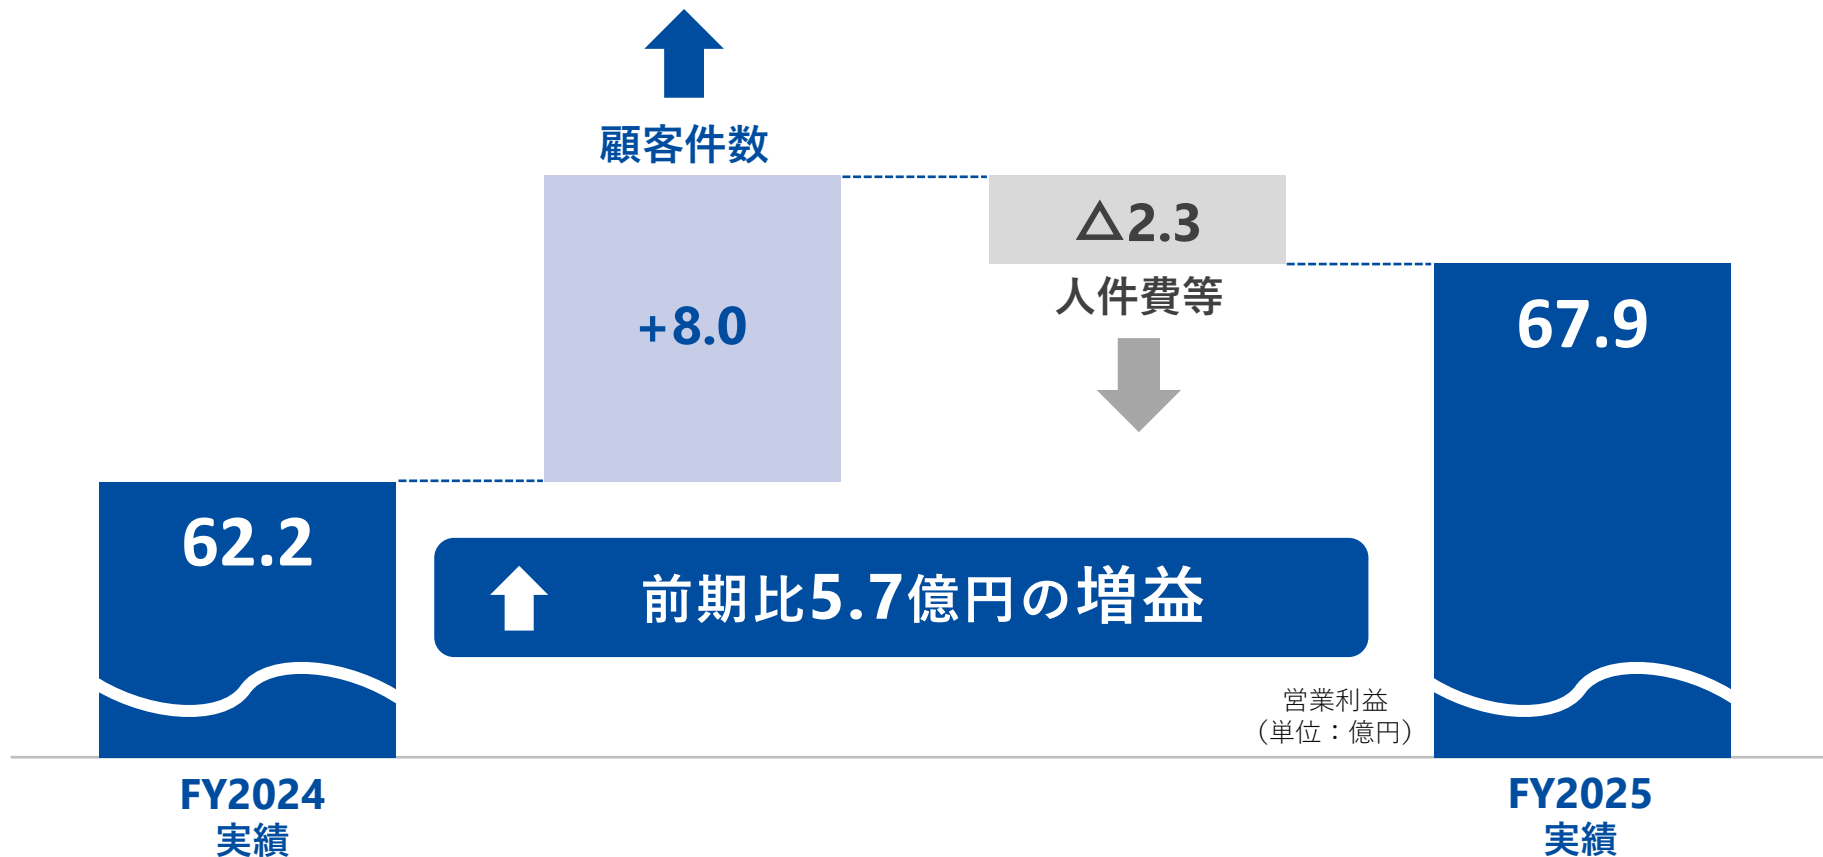 顧客件数
+8.0
△2.3
人件費等
67.9
62.2
前期比5.7億円の増益
営業利益
（単位：億円）
FY2024
実績
FY2025
実績